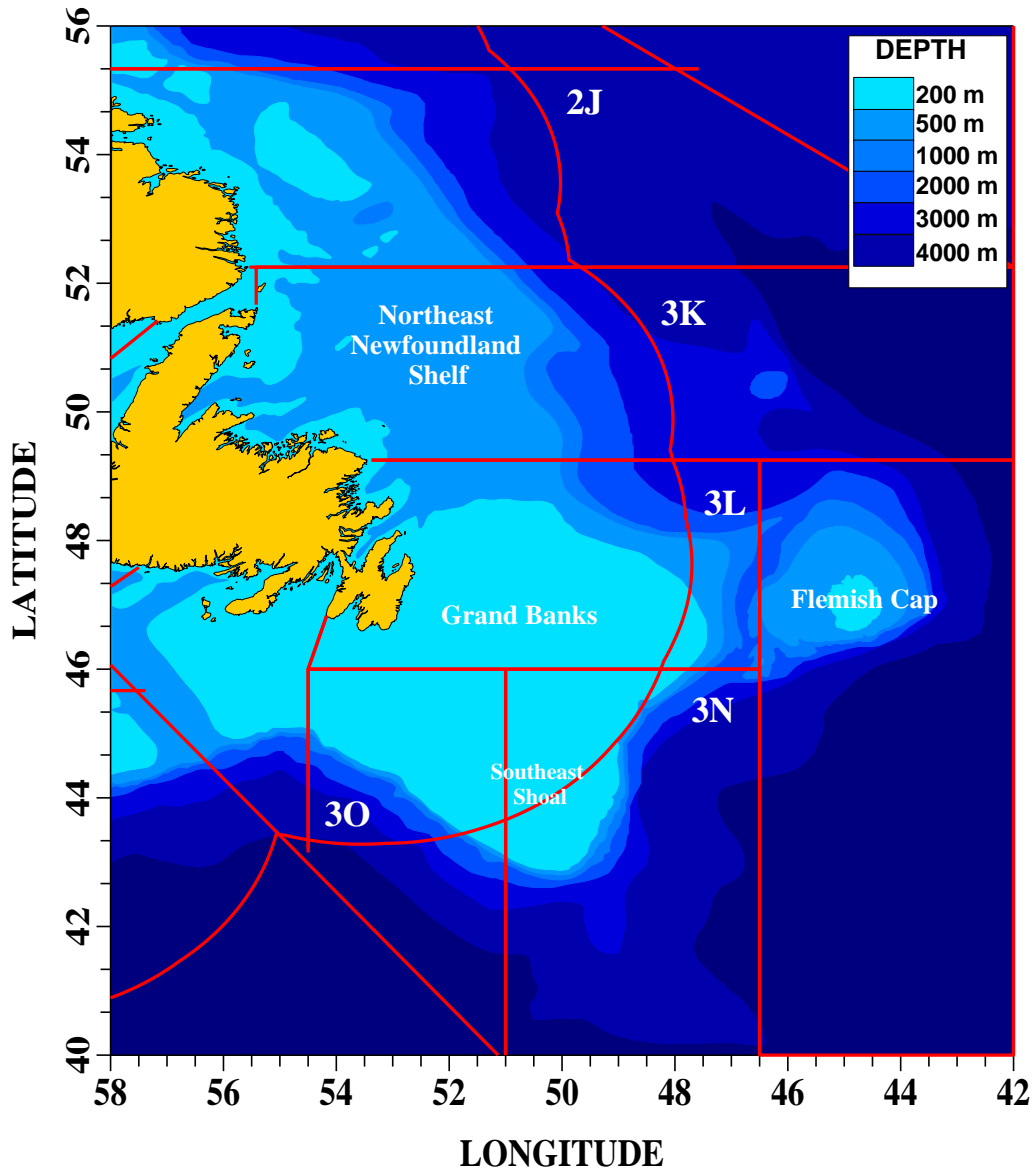 DEPTH
200 m
500 m
1000 m
2000 m
3000 m
4000 m
2J
3K
Northeast
Newfoundland
Shelf
3L
Flemish Cap
Grand Banks
3N
Southeast
Shoal
3O
56
54
52
50
48
46
44
42
40
LATITUDE
58
56
54
52
50
48
46
44
42
LONGITUDE